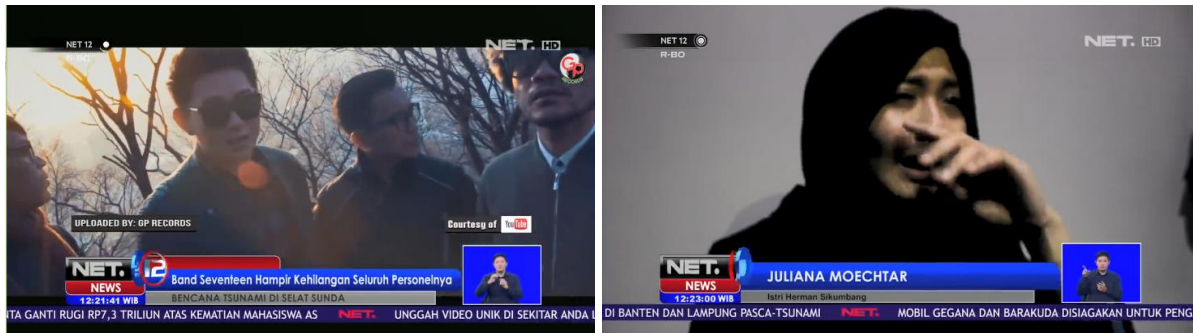 NET 12
R-BO
NET. HD
GP
RECORDS
UPLOADED BY: GP RECORDS
Courtesy of YouTube
NET. 12
NEWS
Band Seventeen Hampir Kehilangan Seluruh Personelnya
12:21:41 WIB
BENCANA TSUNAMI DI SELAT SUNDA
NTA GANTI RUGI RP7,3 TRILIUN ATAS KEMATIAN MAHASISWA AS NET. UNGGAH VIDEO UNIK DI SEKITAR ANDA
NET 12
R-BO
NET. HD
NET.
NEWS
JULIANA MOECHTAR
12:23:00 WIB
Istri Herman Sikumbang
DI BANTEN DAN LAMPUNG PASCA-TSUNAMI NET. MOBIL GEGANA DAN BARAKUDA DISIAGAKAN UNTUK PENG